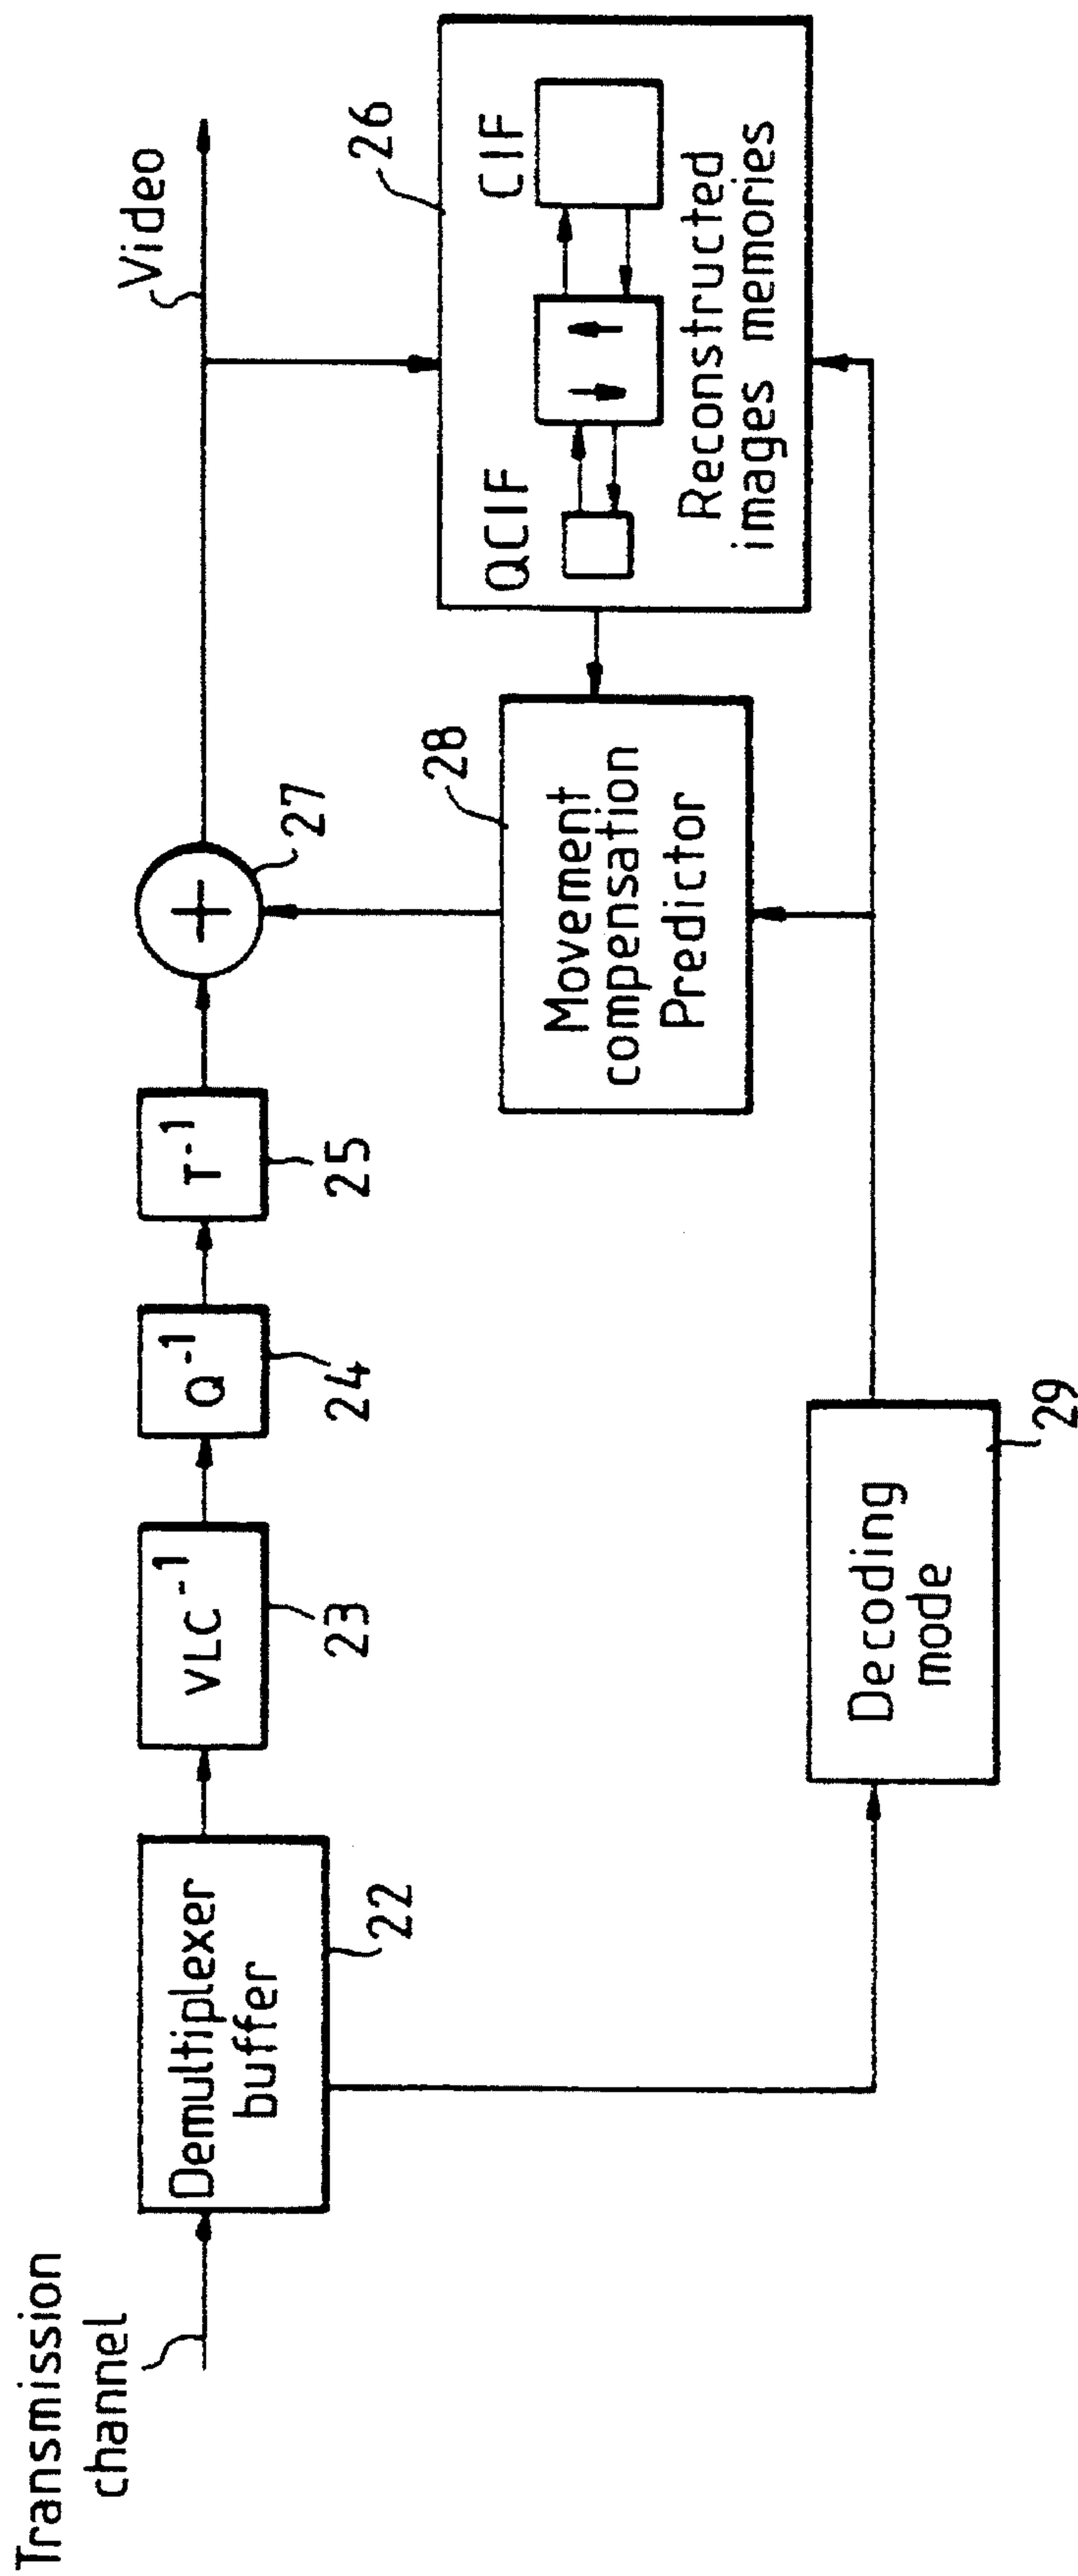 Transmission
channel
Demultiplexer
buffer
22
VLC⁻¹
23
Q⁻¹
24
T⁻¹
25
+
27
Video
26
QCIF
CIF
Reconstructed
images memories
28
Movement
compensation
Predictor
Decoding
mode
29